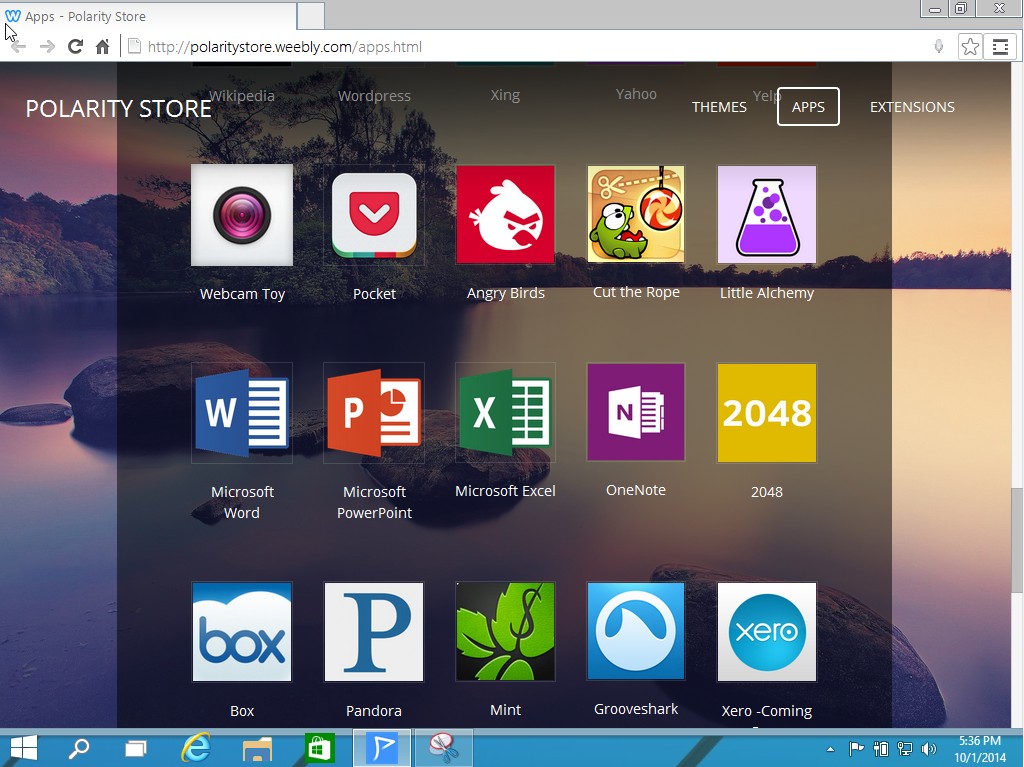 Apps - Polarity Store
http://polaritystore.weebly.com/apps.html
POLARITY STORE
THEMES
APPS
EXTENSIONS
Wikipedia
Wordpress
Xing
Yahoo
Yelp
Webcam Toy
Pocket
Angry Birds
Cut the Rope
Little Alchemy
W
P
X
N
2048
Microsoft
Word
Microsoft
PowerPoint
Microsoft Excel
OneNote
2048
box
P
$
xero
Box
Pandora
Mint
Grooveshark
Xero -Coming
5:36 PM
10/1/2014